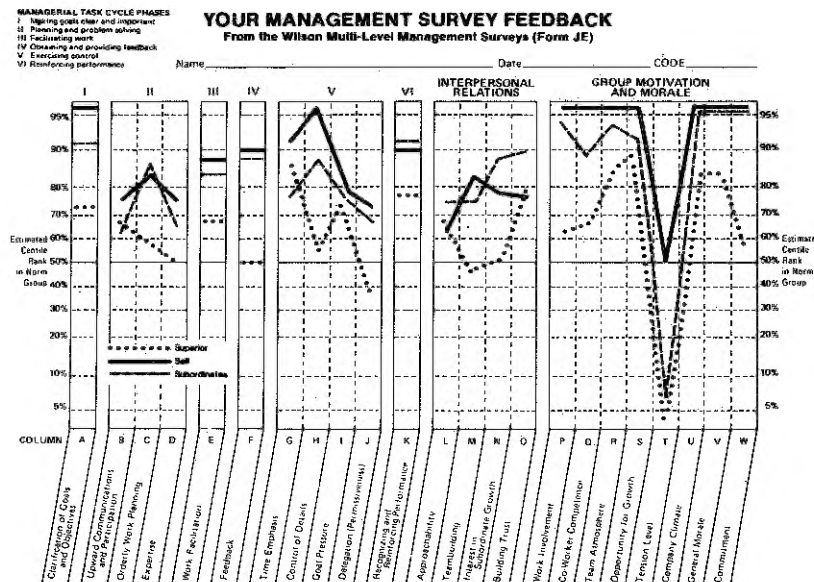 MANAGERIAL TASK CYCLE PHASES
I Making goals clear and important
II Planning and problem solving
III Facilitating work
IV Obtaining and providing feedback
V Exercising control
VI Reinforcing performance
YOUR MANAGEMENT SURVEY FEEDBACK
From the Wilson Multi-Level Management Surveys (Form JE)
Name Date CODE
INTERPERSONAL RELATIONS
GROUP MOTIVATION AND MORALE
I II III IV V VI
95% 95%
90% 90%
80% 80%
70% 70%
60% 60%
Estimated Centile Rank in Norm Group
Estimate Centile Rank in Norm Group
50% 50%
40% 40%
30% 30%
20% 20%
10% 10%
5% 5%
Superior
Self
Subordinates
COLUMN A B C D E F G H I J K L M N O P Q R S T U V W
Clarification of Goals and Objectives
Upward Communications and Participation
Orderly Work Planning
Expertise
Work Facilitation
Feedback
Time Emphasis
Control of Details
Goal Pressure
Delegation (Permissiveness)
Recognizing and Reinforcing Performance
Approachability
Teambuilding
Interest in Subordinate Growth
Building Trust
Work Involvement
Co-Worker Competence
Team Atmosphere
Opportunity for Growth
Tension Level
Company Climate
General Morale
Commitment